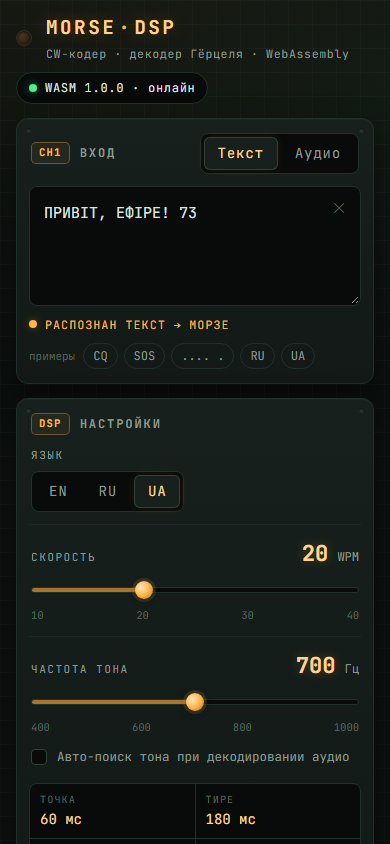 MORSE·DSP
CW-кодер · декодер Гёрцеля · WebAssembly
WASM 1.0.0 · онлайн
CH1 ВХОД Текст Аудио
ПРИВІТ, ЕФІРЕ! 73
РАСПОЗНАН ТЕКСТ → МОРЗЕ
примеры CQ SOS .... . RU UA
DSP НАСТРОЙКИ
ЯЗЫК
EN RU UA
СКОРОСТЬ 20 WPM
10 20 30 40
ЧАСТОТА ТОНА 700 Гц
400 600 800 1000
Авто-поиск тона при декодировании аудио
ТОЧКА ТИРЕ
60 мс 180 мс